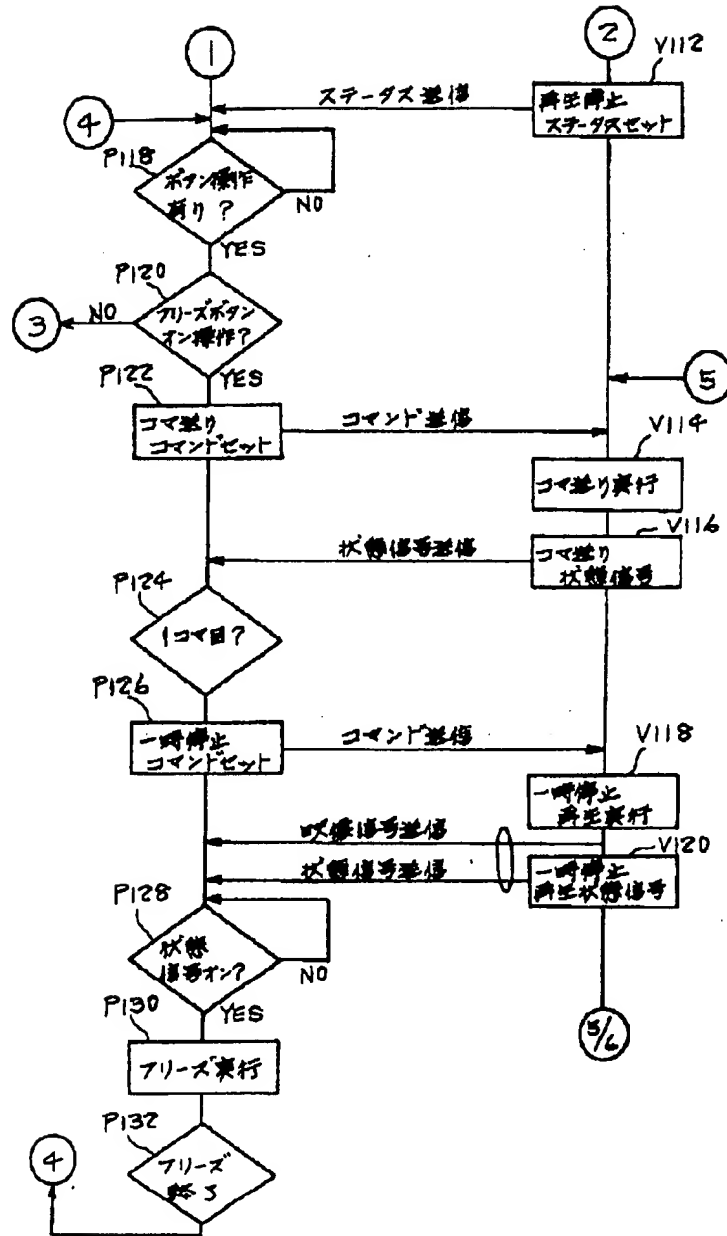 1
2
V112
ステータス送信
再生停止
ステータスセット
4
P118
ボタン操作
有り?
NO
YES
P120
フリーズボタン
オン操作?
NO
3
YES
5
P122
コマ送り
コマンドセット
コマンド送信
V114
コマ送り実行
V116
状態信号送信
コマ送り
状態信号
P124
1コマ目?
P126
一時停止
コマンドセット
コマンド送信
V118
一時停止
再生実行
映像信号送信
V120
状態信号送信
一時停止
再生状態信号
P128
状態
信号オン?
NO
YES
5/6
P130
フリーズ実行
P132
フリーズ
終了
4